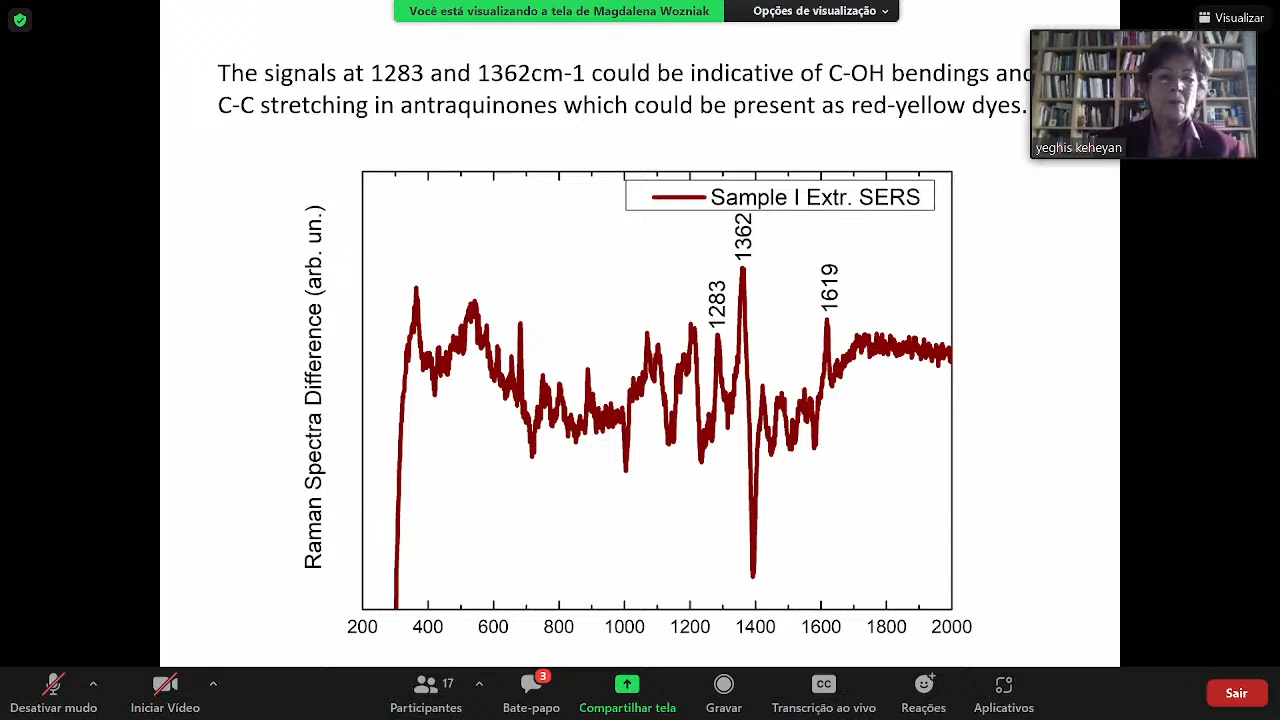 Você está visualizando a tela de Magdalena Wozniak
Opções de visualização
Visualizar
The signals at 1283 and 1362cm-1 could be indicative of C-OH bendings and
C-C stretching in antraquinones which could be present as red-yellow dyes.
yeghis keheyan
Sample I Extr. SERS
1283
1362
1619
Raman Spectra Difference (arb. un.)
200 400 600 800 1000 1200 1400 1600 1800 2000
Desativar mudo
Iniciar Vídeo
17
Participantes
3
Bate-papo
Compartilhar tela
Gravar
CC
Transcrição ao vivo
Reações
Aplicativos
Sair